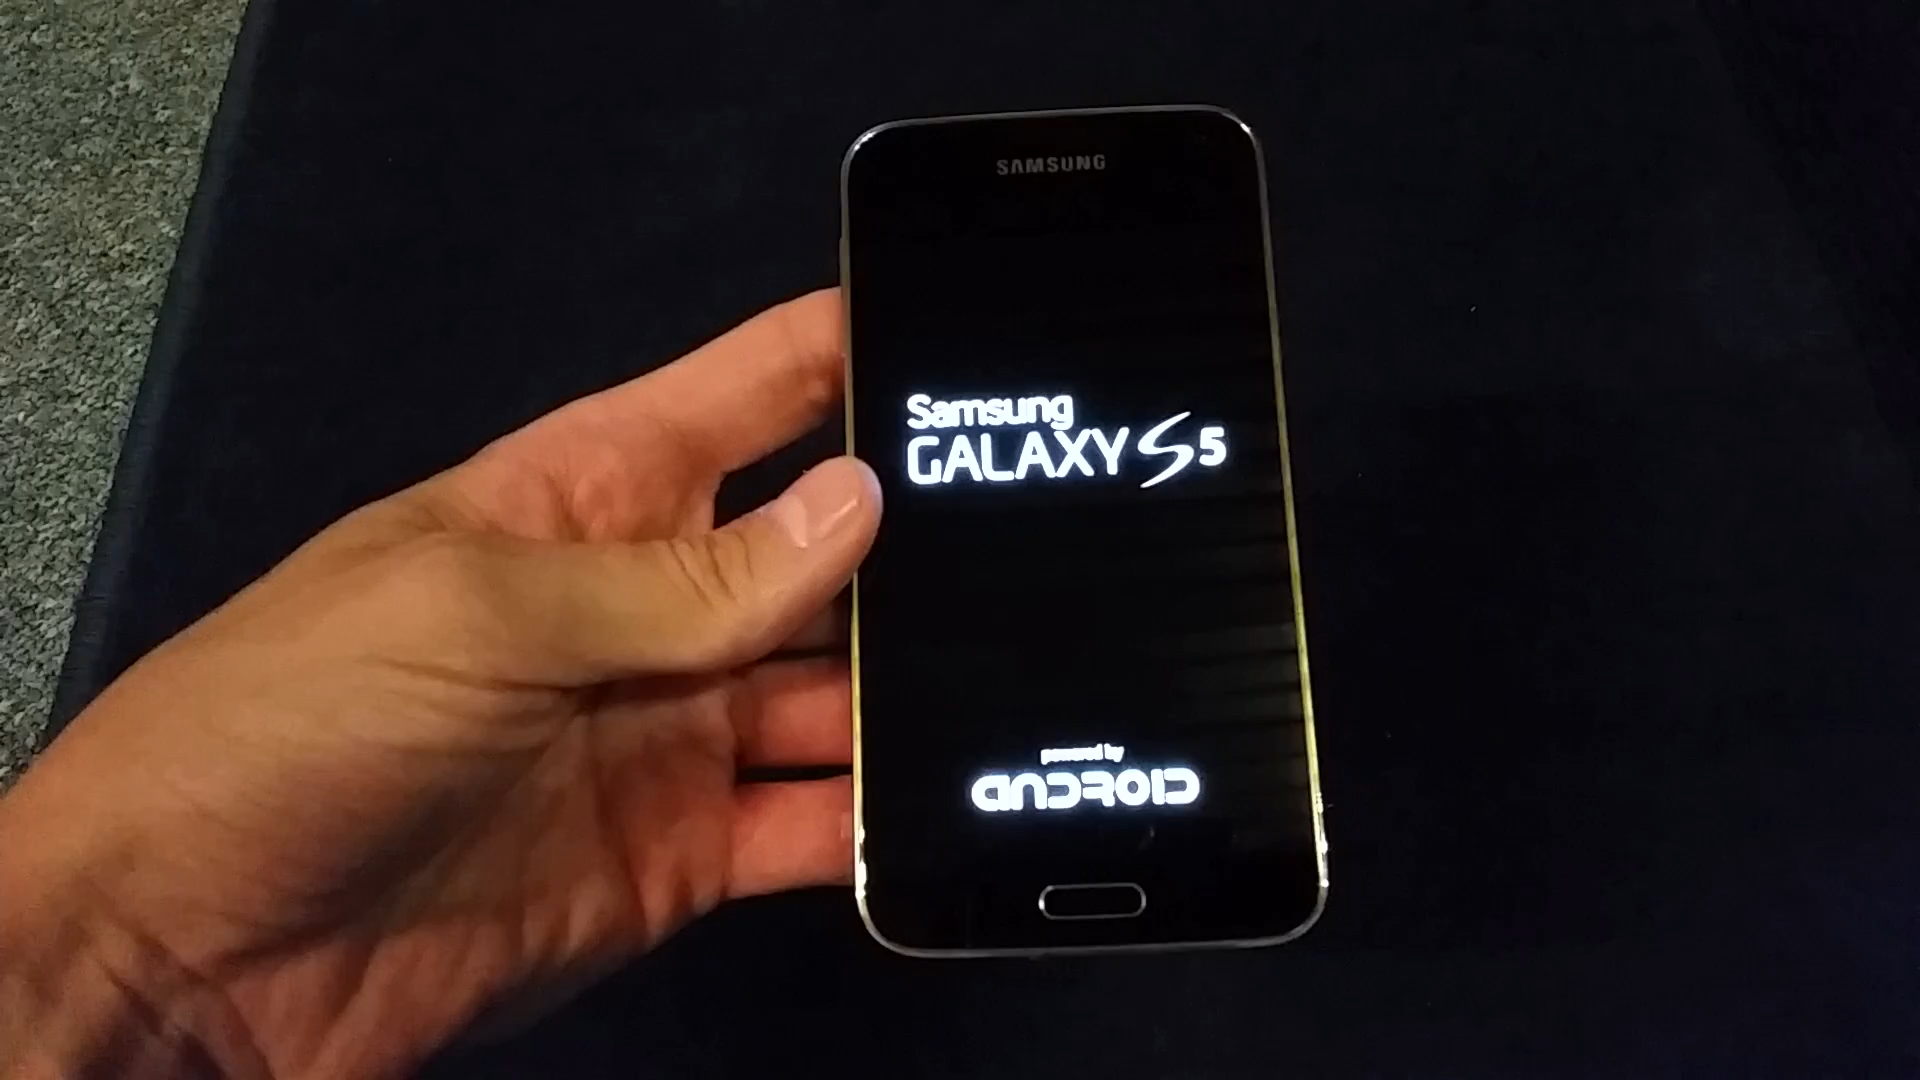 SAMSUNG
Samsung
GALAXY S5
powered by
ANDROID